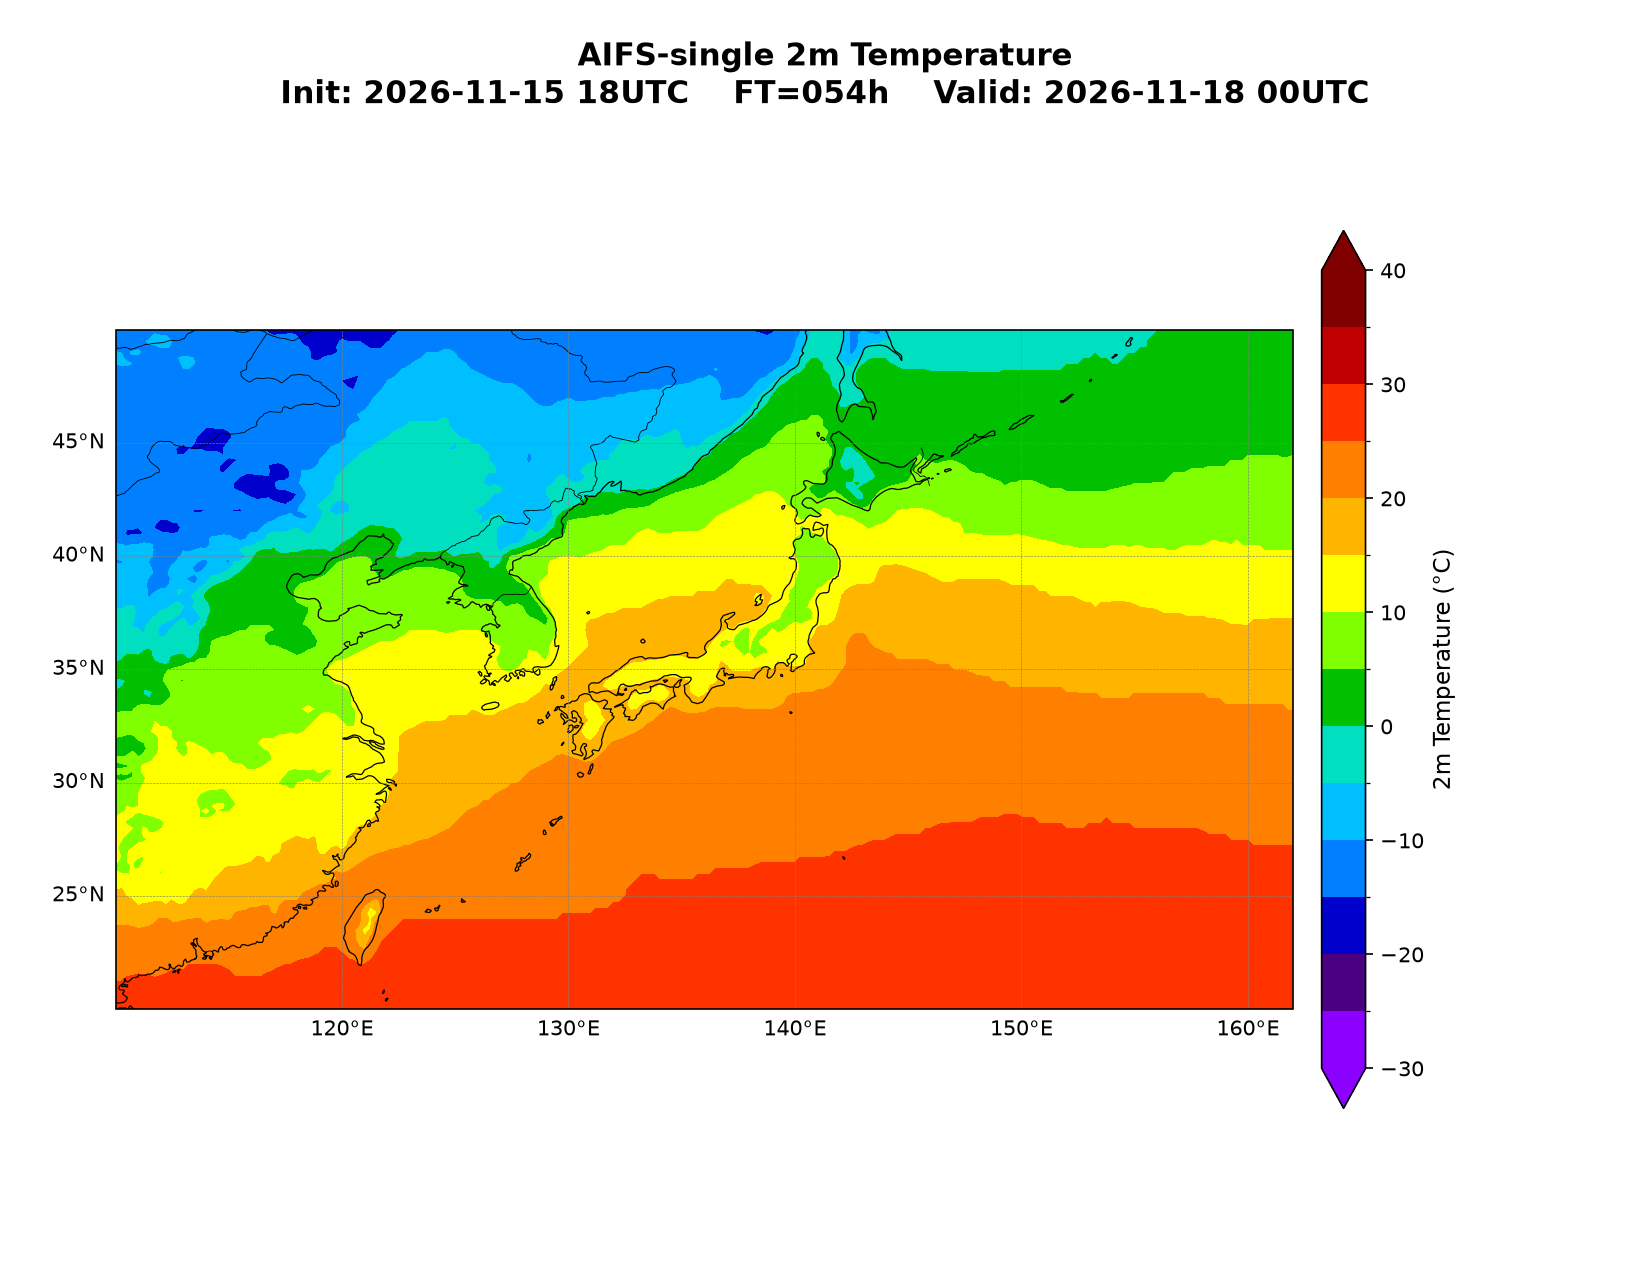 AIFS-single 2m Temperature
Init: 2026-11-15 18UTC    FT=054h    Valid: 2026-11-18 00UTC
45°N
40°N
35°N
30°N
25°N
120°E
130°E
140°E
150°E
160°E
40
30
20
10
0
−10
−20
−30
2m Temperature (°C)